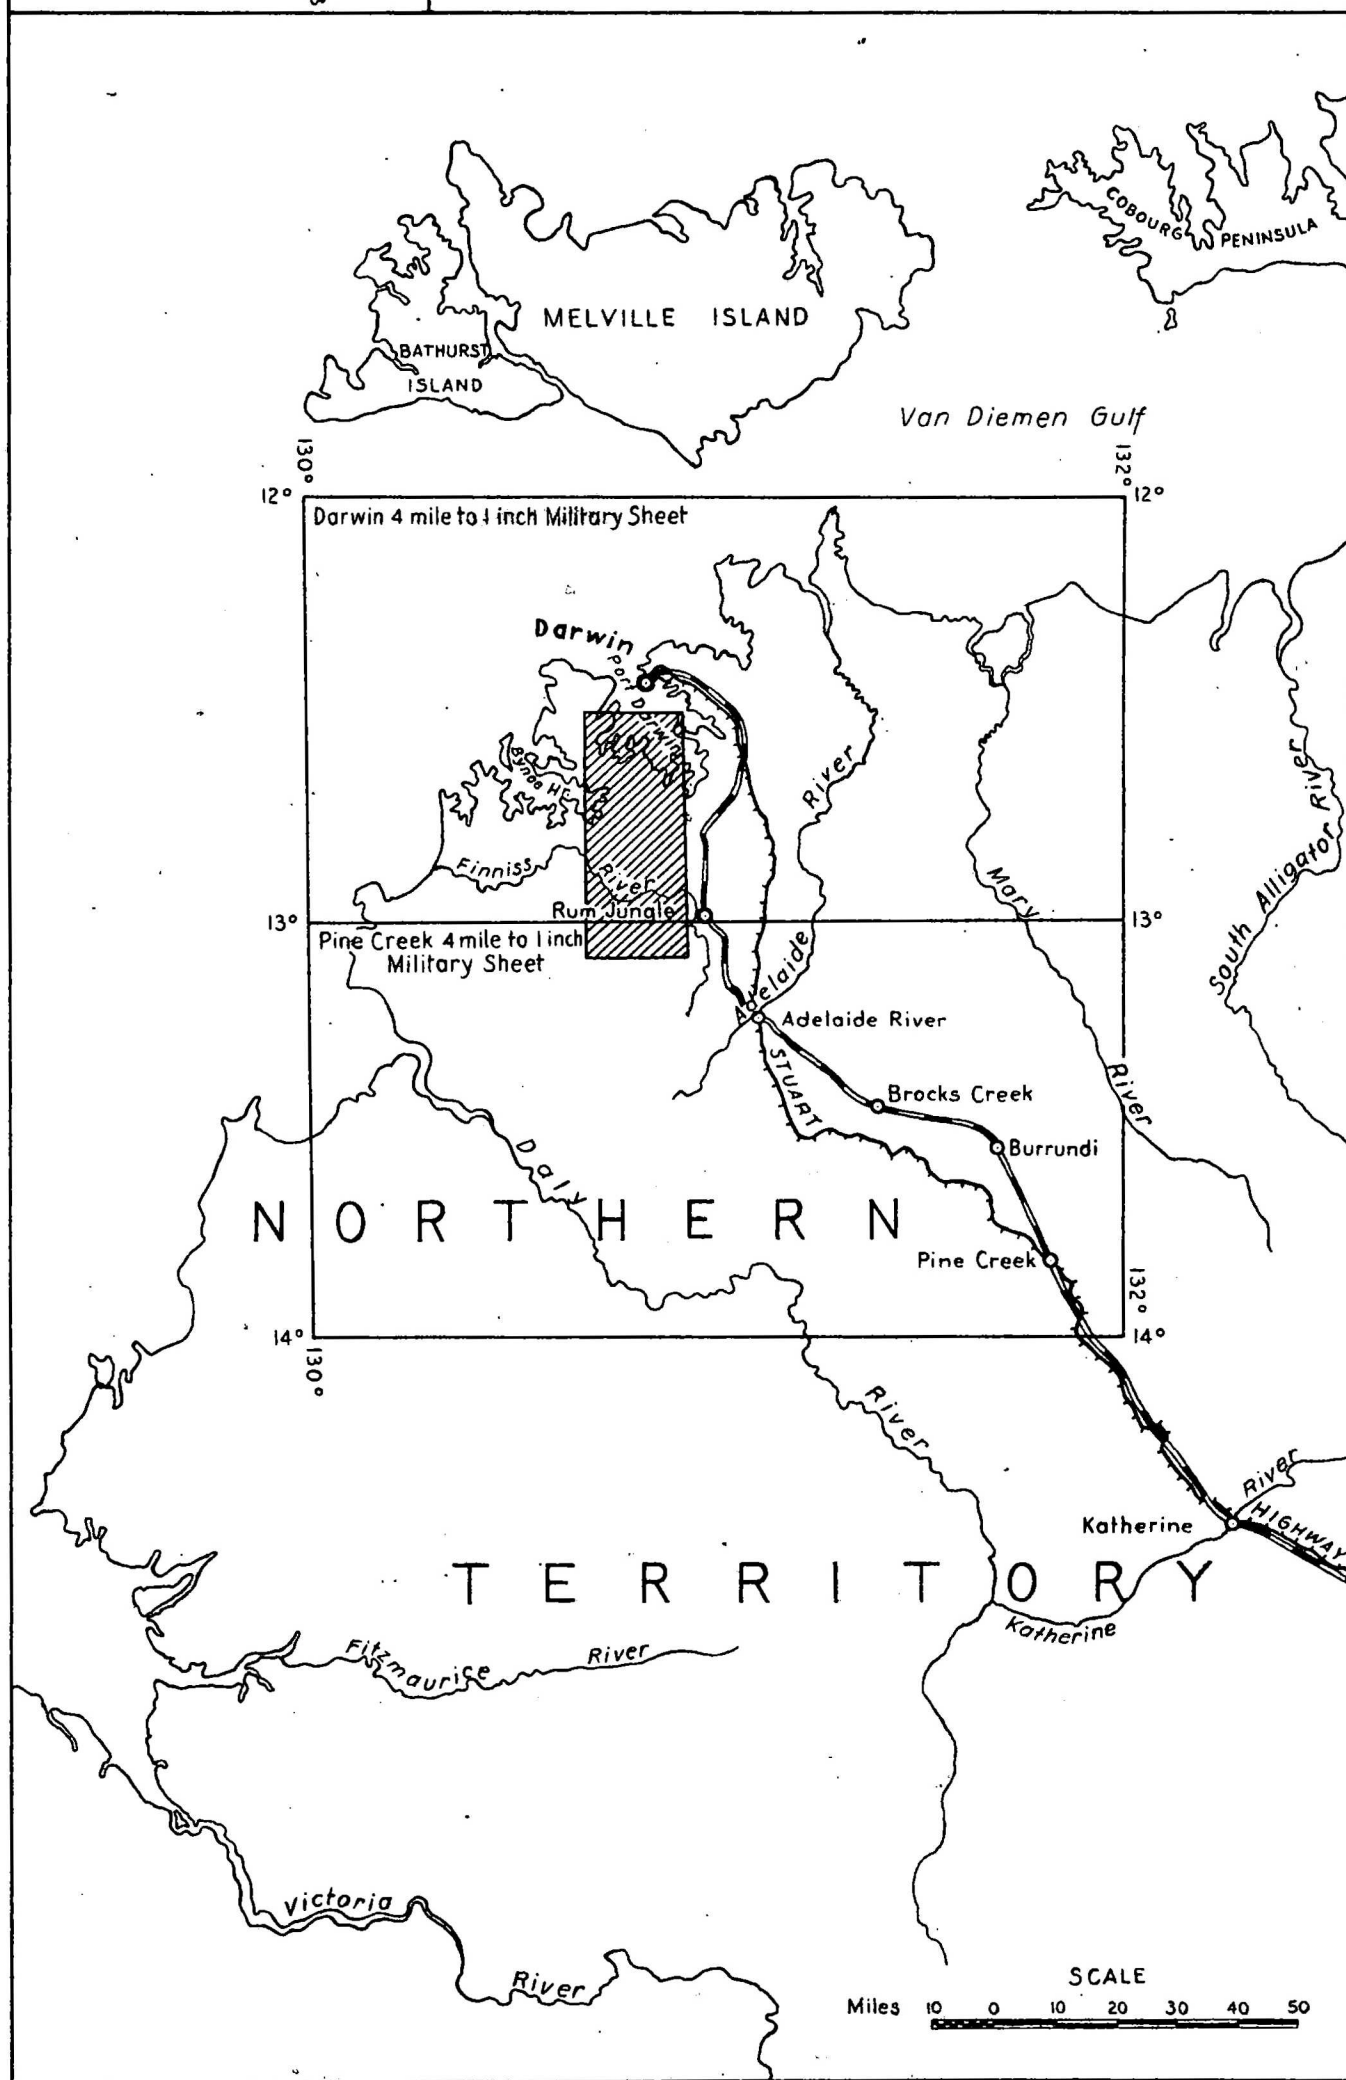 COBOURG PENINSULA
MELVILLE ISLAND
BATHURST
ISLAND
Van Diemen Gulf
130°
132°
12°
12°
Darwin 4 mile to 1 inch Military Sheet
Darwin
Port Darwin
Bynoe Hr.
River
South Alligator River
Finniss River
Mary
Rum Jungle
13°
13°
Pine Creek 4 mile to 1 inch
Military Sheet
Adelaide
Adelaide River
STUART
River
Brocks Creek
Burrundi
Daly
NORTHERN
Pine Creek
132°
14°
14°
130°
River
River
Katherine
HIGHWAY
TERRITORY
Katherine
Fitzmaurice River
Victoria
River
SCALE
Miles 10 0 10 20 30 40 50